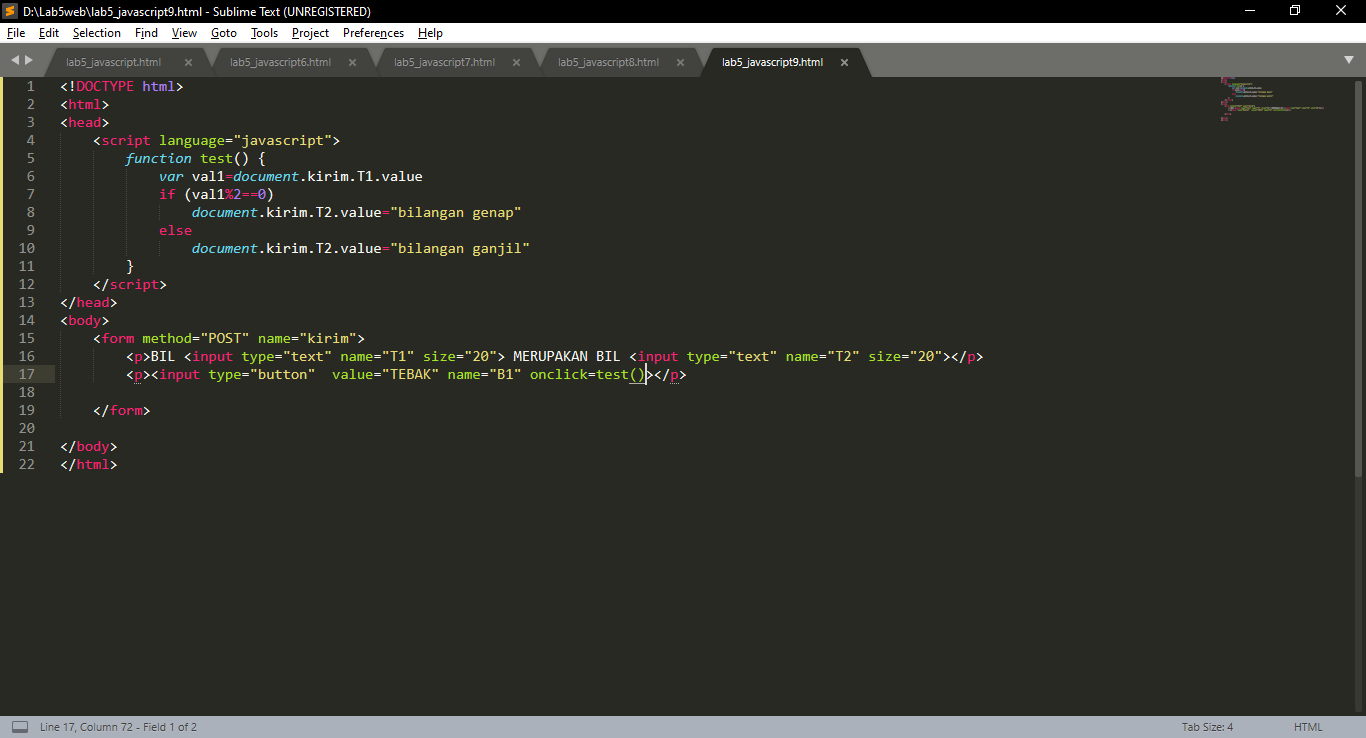 D:\Lab5web\lab5_javascript9.html - Sublime Text (UNREGISTERED)
File Edit Selection Find View Goto Tools Project Preferences Help
lab5_javascript.html lab5_javascript6.html lab5_javascript7.html lab5_javascript8.html lab5_javascript9.html
1 <!DOCTYPE html>
2 <html>
3 <head>
4     <script language="javascript">
5         function test() {
6             var val1=document.kirim.T1.value
7             if (val1%2==0)
8                 document.kirim.T2.value="bilangan genap"
9             else
10                 document.kirim.T2.value="bilangan ganjil"
11         }
12     </script>
13 </head>
14 <body>
15     <form method="POST" name="kirim">
16         <p>BIL <input type="text" name="T1" size="20"> MERUPAKAN BIL <input type="text" name="T2" size="20"></p>
17         <p><input type="button"  value="TEBAK" name="B1" onclick=test()></p>
18
19     </form>
20
21 </body>
22 </html>
Line 17, Column 72 - Field 1 of 2 Tab Size: 4 HTML